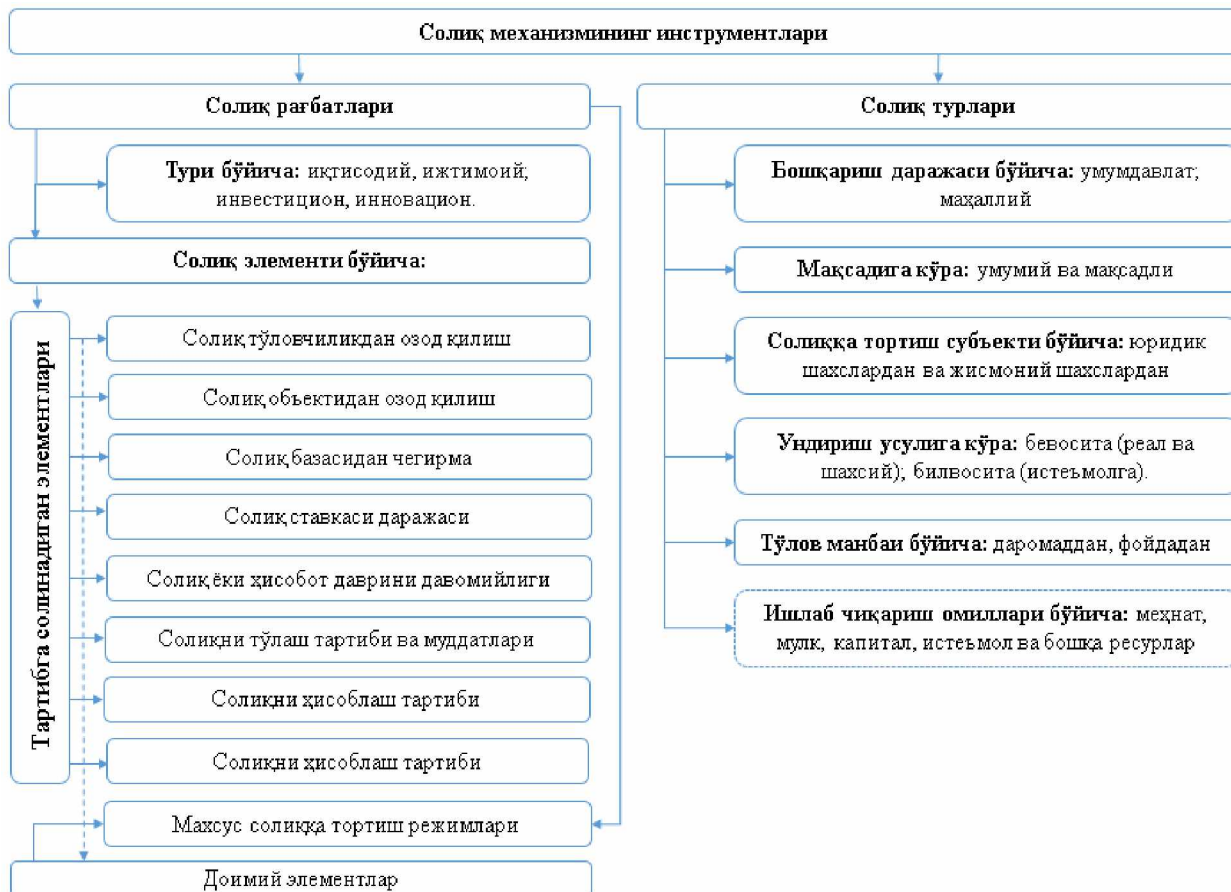 Солиқ механизмининг инструментлари
Солиқ рағбатлари
Тури бўйича: иқтисодий, ижтимоий;
инвестицион, инновацион.
Солиқ элементи бўйича:
Тартибга солинадиган элементлари
Солиқ тўловчиликдан озод қилиш
Солиқ объектидан озод қилиш
Солиқ базасидан чегирма
Солиқ ставкаси даражаси
Солиқ ёки ҳисобот даврини давомийлиги
Солиқни тўлаш тартиби ва муддатлари
Солиқни ҳисоблаш тартиби
Солиқни ҳисоблаш тартиби
Махсус солиққа тортиш режимлари
Доимий элементлар
Солиқ турлари
Бошқариш даражаси бўйича: умумдавлат;
маҳаллий
Мақсадига кўра: умумий ва мақсадли
Солиққа тортиш субъекти бўйича: юридик
шахслардан ва жисмоний шахслардан
Ундириш усулига кўра: бевосита (реал ва
шахсий); билвосита (истеъмолга).
Тўлов манбаи бўйича: даромаддан, фойдадан
Ишлаб чиқариш омиллари бўйича: меҳнат,
мулк, капитал, истеъмол ва бошқа ресурлар